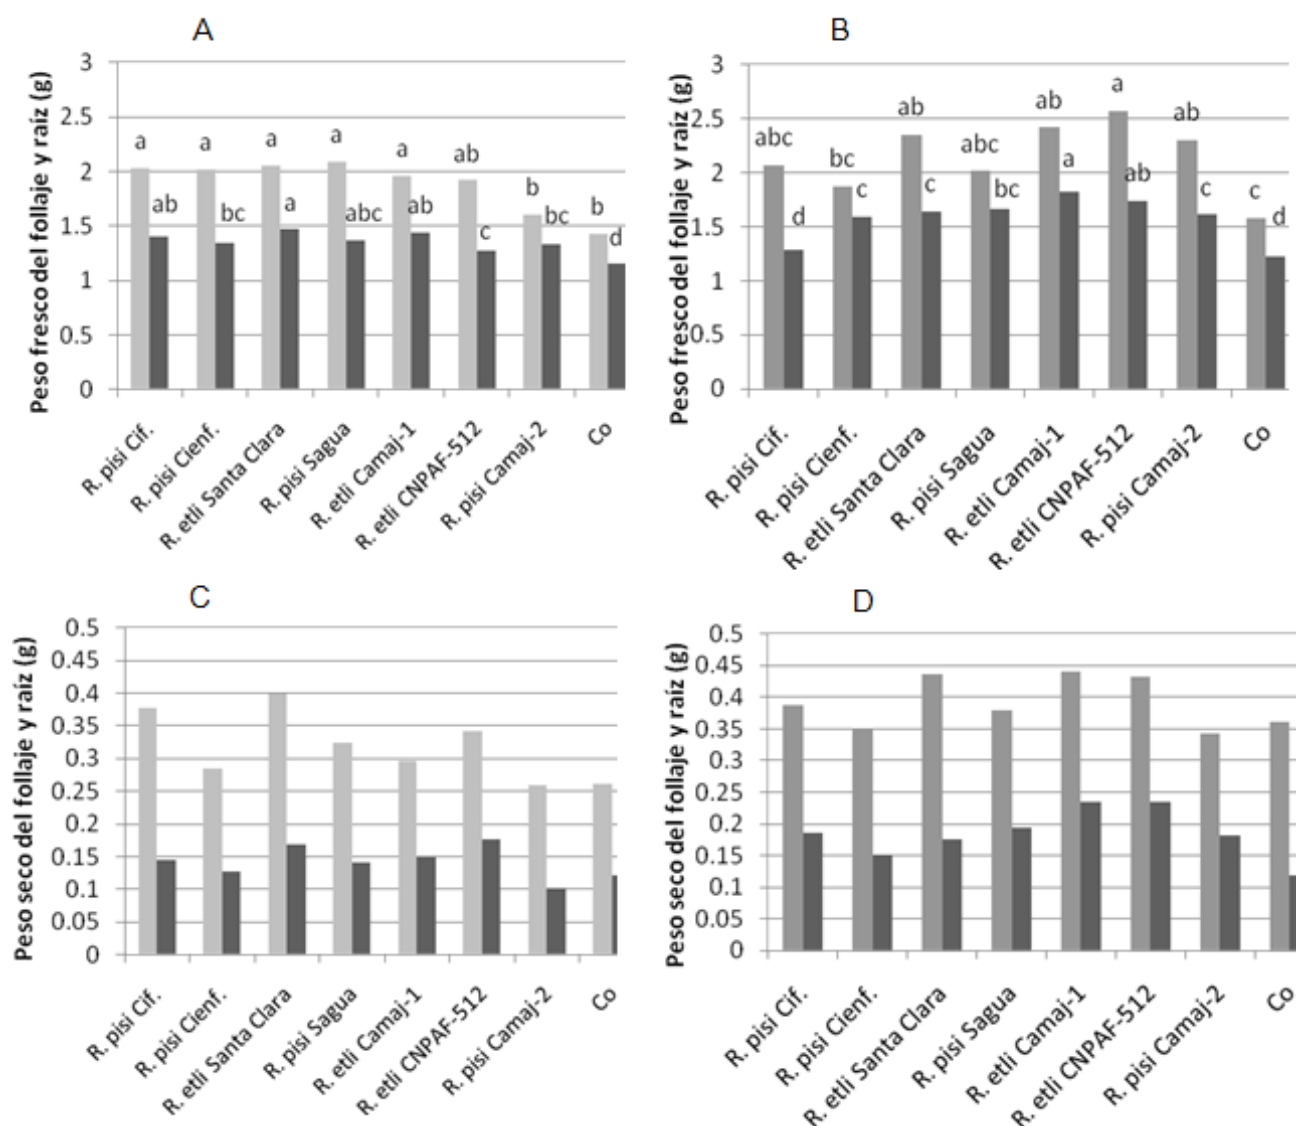 A
Peso fresco del follaje y raíz (g)
3
2.5
2
1.5
1
0.5
0
a a a a a ab b b
ab bc a abc ab c bc d
R. pisi Cif.
R. pisi Cienf.
R. etli Santa Clara
R. pisi Sagua
R. etli Camaj-1
R. etli CNPAF-512
R. pisi Camaj-2
Co
B
Peso fresco del follaje y raíz (g)
3
2.5
2
1.5
1
0.5
0
abc bc ab abc ab a ab c
d c c bc a ab c d
R. pisi Cif.
R. pisi Cienf.
R. etli Santa Clara
R. pisi Sagua
R. etli Camaj-1
R. etli CNPAF-512
R. pisi Camaj-2
Co
C
Peso seco del follaje y raíz (g)
0.5
0.45
0.4
0.35
0.3
0.25
0.2
0.15
0.1
0.05
0
R. pisi Cif.
R. pisi Cienf.
R. etli Santa Clara
R. pisi Sagua
R. etli Camaj-1
R. etli CNPAF-512
R. pisi Camaj-2
Co
D
Peso seco del follaje y raíz (g)
0.5
0.45
0.4
0.35
0.3
0.25
0.2
0.15
0.1
0.05
0
R. pisi Cif.
R. pisi Cienf.
R. etli Santa Clara
R. pisi Sagua
R. etli Camaj-1
R. etli CNPAF-512
R. pisi Camaj-2
Co